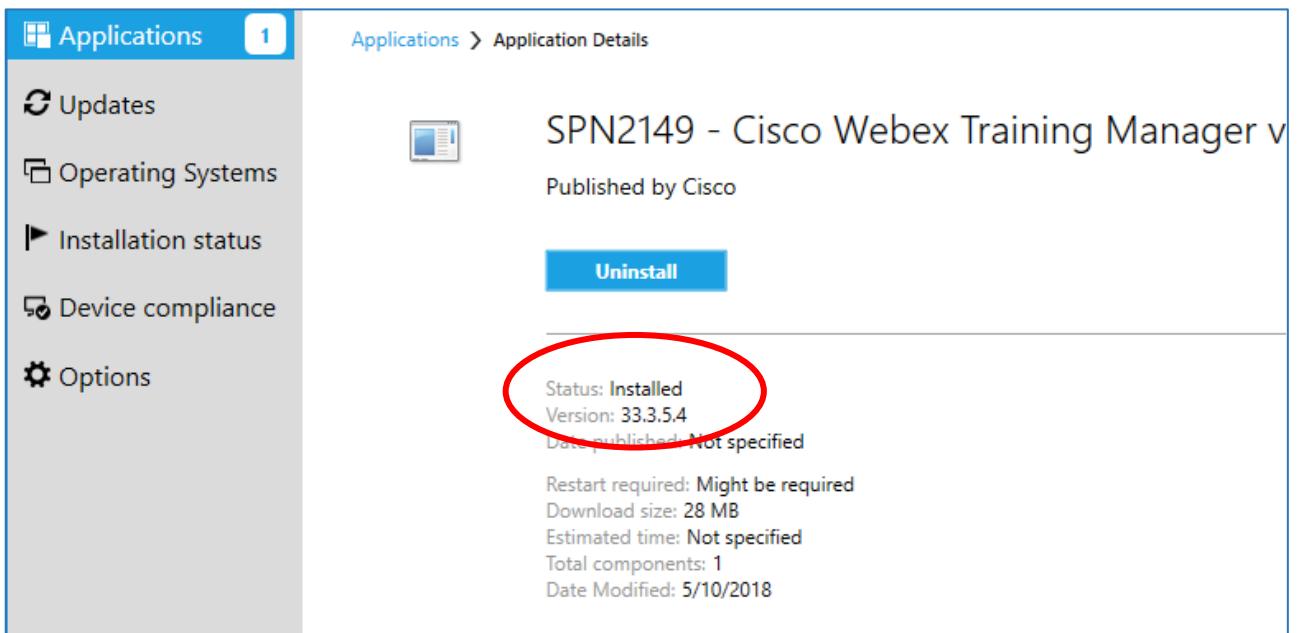 Applications 1
Updates
Operating Systems
Installation status
Device compliance
Options
Applications > Application Details
SPN2149 - Cisco Webex Training Manager v
Published by Cisco
Uninstall
Status: Installed
Version: 33.3.5.4
Date published: Not specified
Restart required: Might be required
Download size: 28 MB
Estimated time: Not specified
Total components: 1
Date Modified: 5/10/2018